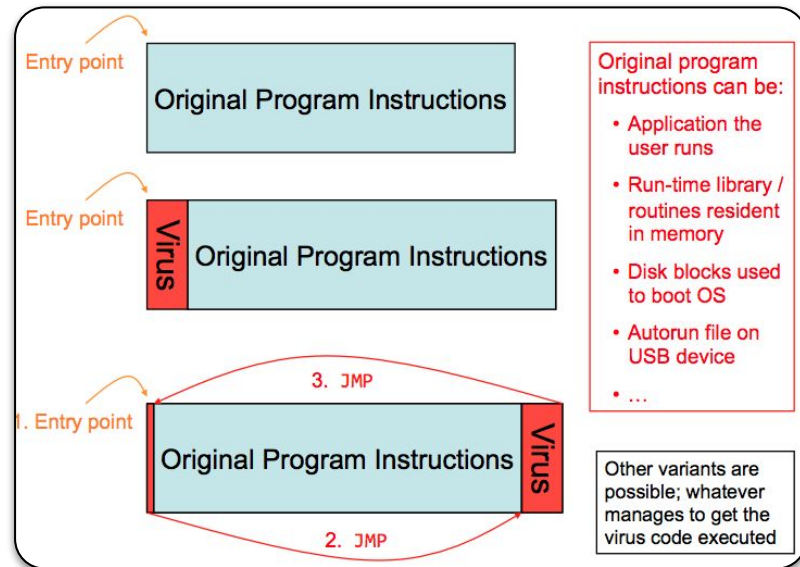 Entry point
Original Program Instructions
Entry point
Virus
Original Program Instructions
3. JMP
1. Entry point
Original Program Instructions
Virus
2. JMP
Original program
instructions can be:
• Application the
user runs
• Run-time library /
routines resident
in memory
• Disk blocks used
to boot OS
• Autorun file on
USB device
• ...
Other variants are
possible; whatever
manages to get the
virus code executed